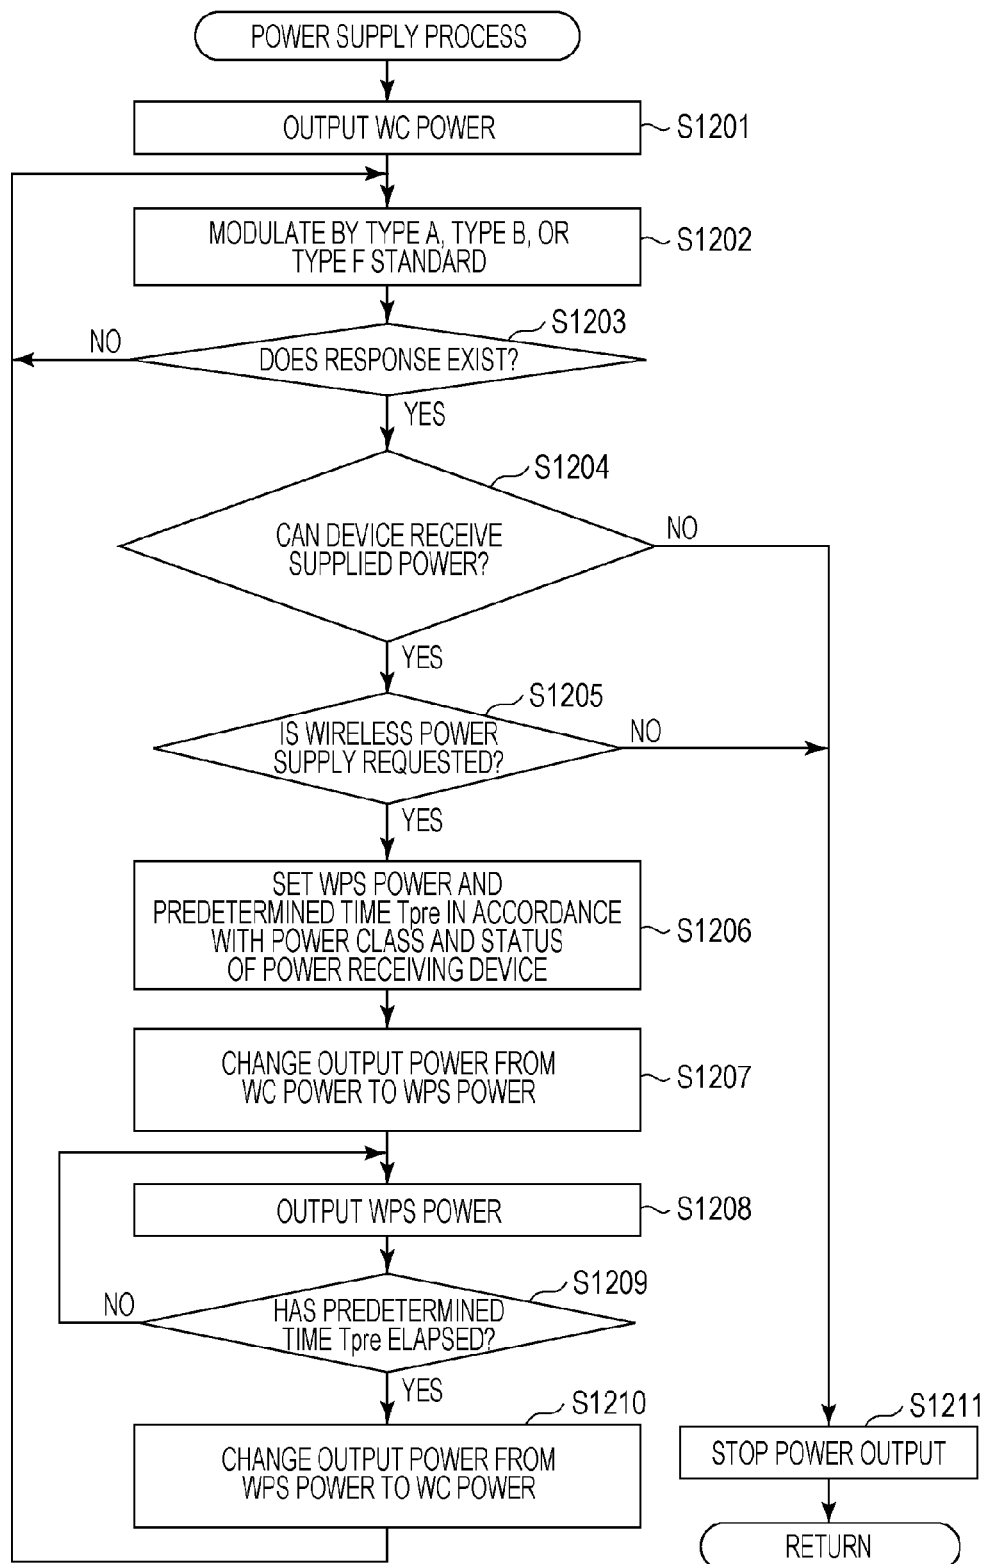 POWER SUPPLY PROCESS
OUTPUT WC POWER
S1201
MODULATE BY TYPE A, TYPE B, OR
TYPE F STANDARD
S1202
S1203
NO
DOES RESPONSE EXIST?
YES
S1204
CAN DEVICE RECEIVE
SUPPLIED POWER?
NO
YES
S1205
IS WIRELESS POWER
SUPPLY REQUESTED?
NO
YES
SET WPS POWER AND
PREDETERMINED TIME Tpre IN ACCORDANCE
WITH POWER CLASS AND STATUS
OF POWER RECEIVING DEVICE
S1206
CHANGE OUTPUT POWER FROM
WC POWER TO WPS POWER
S1207
OUTPUT WPS POWER
S1208
S1209
NO
HAS PREDETERMINED
TIME Tpre ELAPSED?
YES
S1210
CHANGE OUTPUT POWER FROM
WPS POWER TO WC POWER
S1211
STOP POWER OUTPUT
RETURN